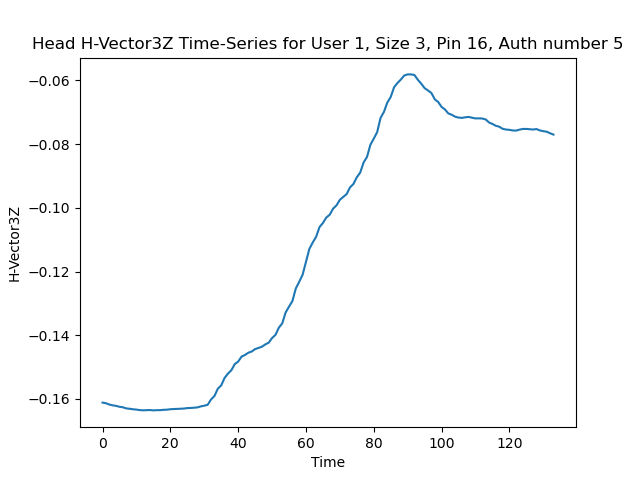 Head H-Vector3Z Time-Series for User 1, Size 3, Pin 16, Auth number 5
−0.06
−0.08
−0.10
−0.12
−0.14
−0.16
H-Vector3Z
0 20 40 60 80 100 120
Time